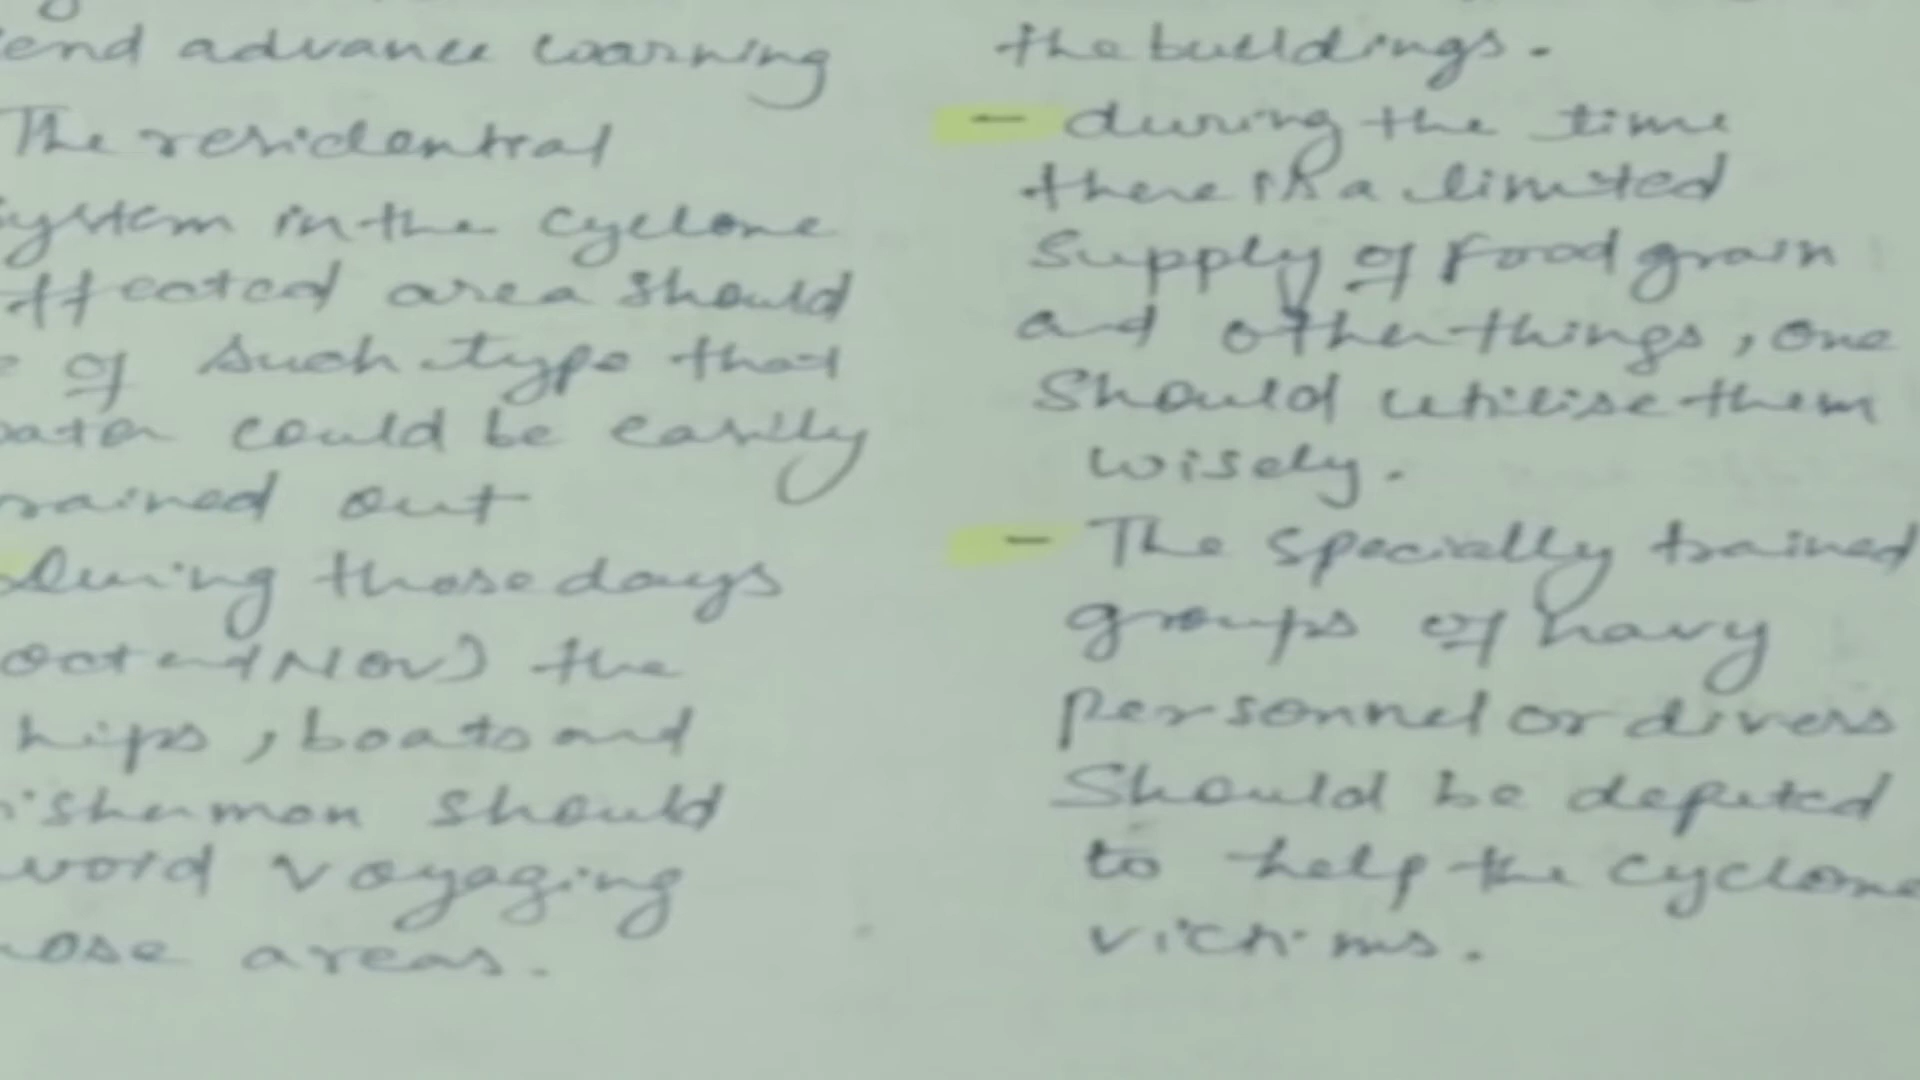 end advance warning
The residential
ystem in the cyclone
ffected area should
e of such type that
ater could be easily
rained out
during those days
oct and Nov) the
hips, boats and
ishermen should
void voyaging
hose areas.
the buildings.
- during the time
there is a limited
supply of food grain
and other things, one
should utilise them
wisely.
- The specially trained
groups of navy
personnel or divers
should be deputed
to help the cyclone
victims.